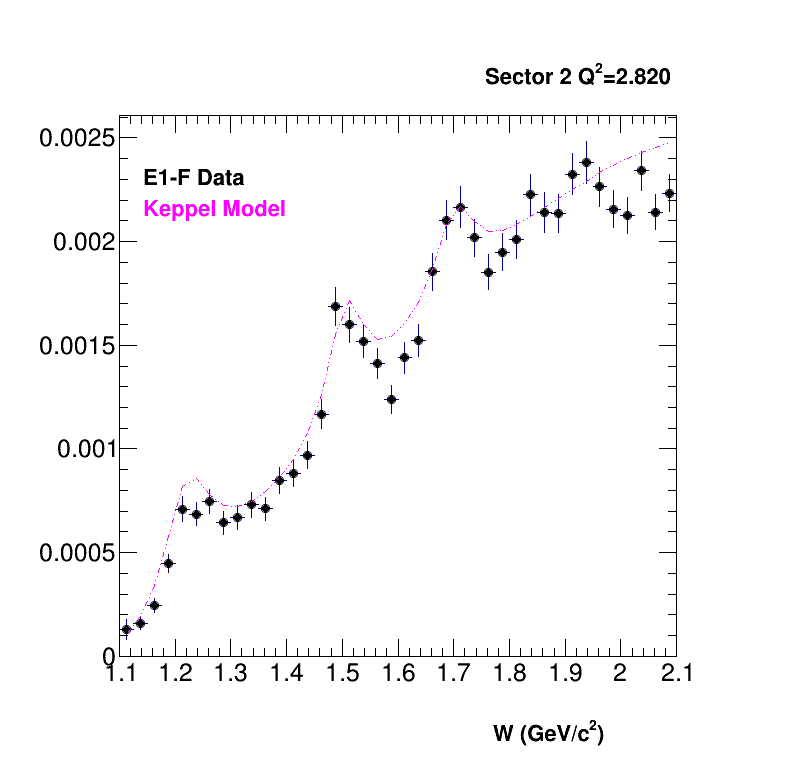 Sector 2 Q²=2.820
0.0025
E1-F Data
Keppel Model
0.002
0.0015
0.001
0.0005
0
1.1 1.2 1.3 1.4 1.5 1.6 1.7 1.8 1.9 2 2.1
W (GeV/c²)